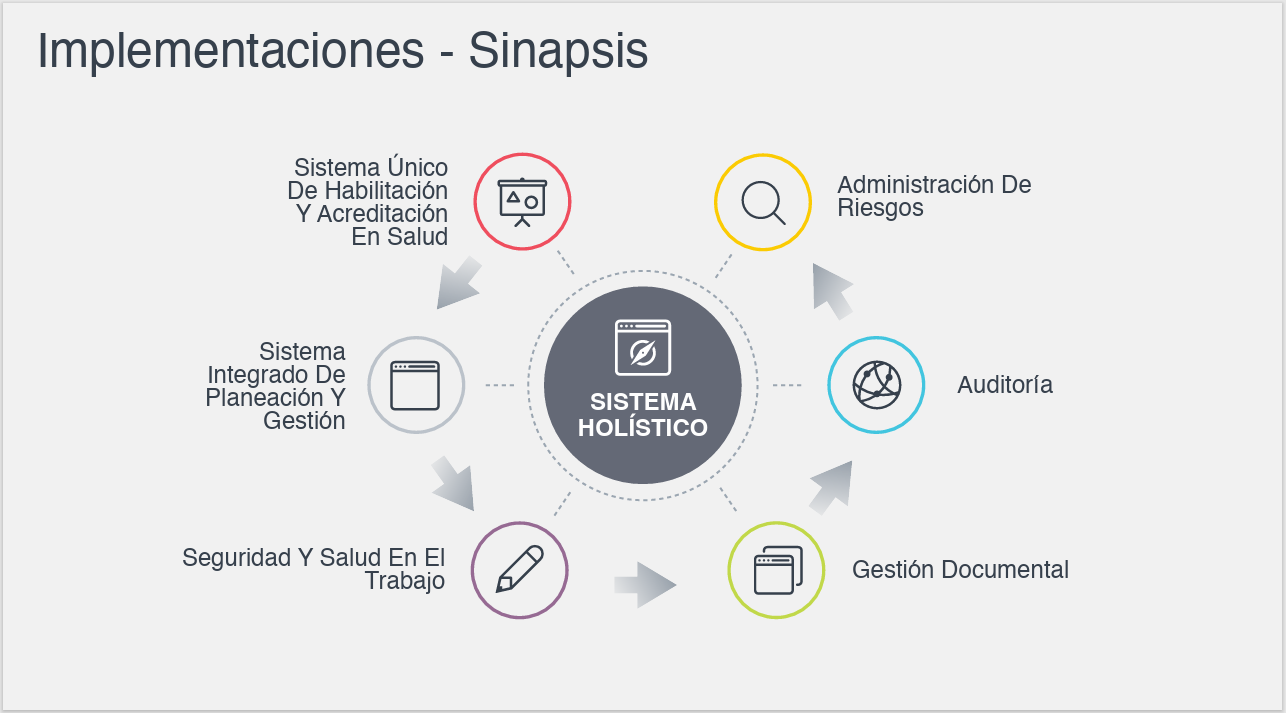 Implementaciones - Sinapsis
Sistema Único
De Habilitación
Y Acreditación
En Salud
Administración De
Riesgos
Sistema
Integrado De
Planeación Y
Gestión
SISTEMA
HOLÍSTICO
Auditoría
Seguridad Y Salud En El
Trabajo
Gestión Documental